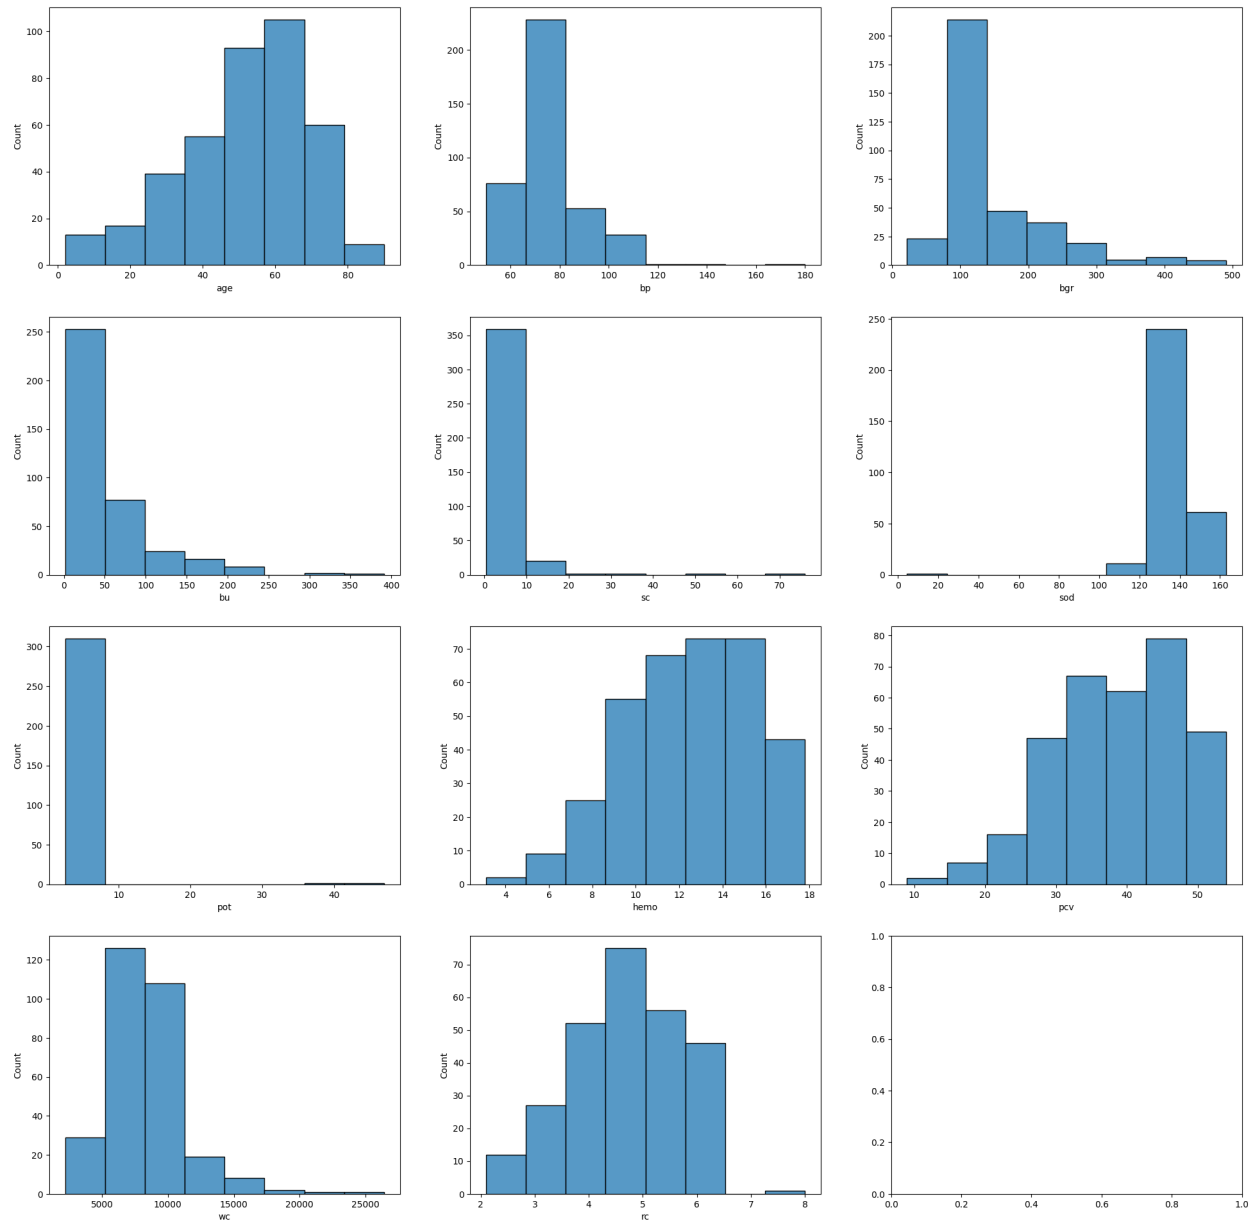 100
80
60
40
20
0
Count
0 20 40 60 80
age
200
150
100
50
0
Count
60 80 100 120 140 160 180
bp
200
175
150
125
100
75
50
25
0
Count
0 100 200 300 400 500
bgr
250
200
150
100
50
0
Count
0 50 100 150 200 250 300 350 400
bu
350
300
250
200
150
100
50
0
Count
0 10 20 30 40 50 60 70
sc
250
200
150
100
50
0
Count
0 20 40 60 80 100 120 140 160
sod
300
250
200
150
100
50
0
Count
10 20 30 40
pot
70
60
50
40
30
20
10
0
Count
4 6 8 10 12 14 16 18
hemo
80
70
60
50
40
30
20
10
0
Count
10 20 30 40 50
pcv
120
100
80
60
40
20
0
Count
5000 10000 15000 20000 25000
wc
70
60
50
40
30
20
10
0
Count
2 3 4 5 6 7 8
rc
1.0
0.8
0.6
0.4
0.2
0.0
0.0 0.2 0.4 0.6 0.8 1.0